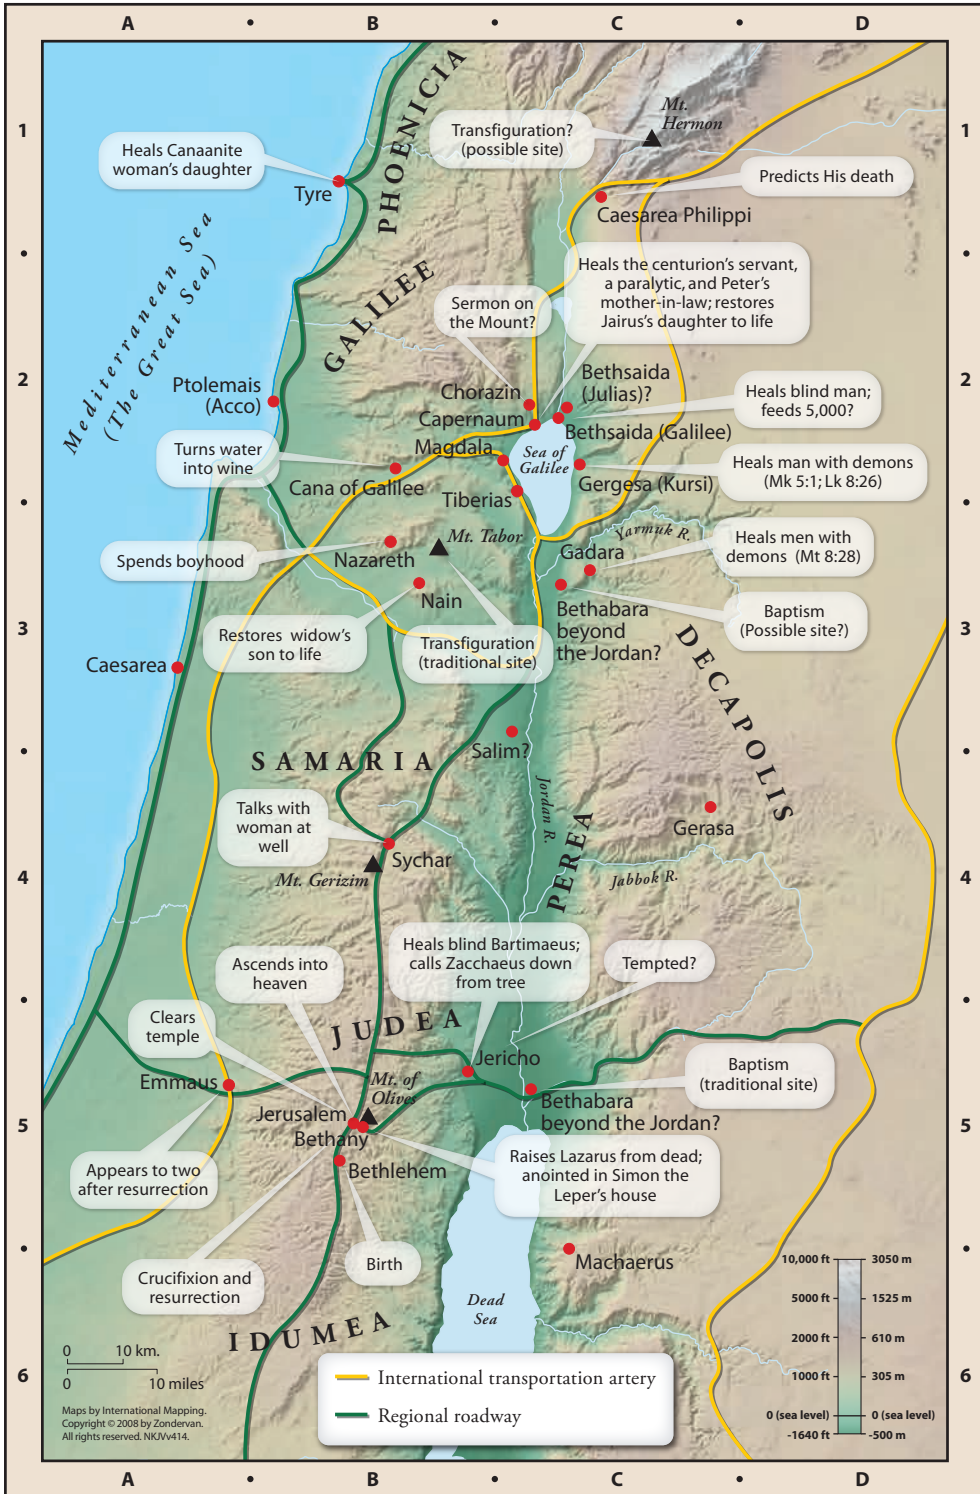 A
B
C
D
1
Mt.
Hermon
Transfiguration?
(possible site)
1
Heals Canaanite
woman's daughter
Tyre
PHOENICIA
Predicts His death
Caesarea Philippi
Mediterranean Sea
(The Great Sea)
GALILEE
Heals the centurion's servant,
a paralytic, and Peter's
mother-in-law; restores
Jairus's daughter to life
Sermon on
the Mount?
2
2
Ptolemais
(Acco)
Chorazin
Capernaum
Bethsaida
(Julias)?
Bethsaida (Galilee)
Heals blind man;
feeds 5,000?
Turns water
into wine
Magdala
Sea of
Galilee
Cana of Galilee
Tiberias
Gergesa (Kursi)
Heals man with demons
(Mk 5:1; Lk 8:26)
Spends boyhood
Nazareth
Mt. Tabor
Yarmuk R.
Gadara
Heals men with
demons (Mt 8:28)
Nain
Bethabara
beyond
the Jordan?
Baptism
(Possible site?)
3
3
Restores widow's
son to life
Transfiguration
(traditional site)
Caesarea
DECAPOLIS
SAMARIA
Salim?
Jordan R.
Talks with
woman at
well
Sychar
Mt. Gerizim
Gerasa
PEREA
Jabbok R.
4
4
Ascends into
heaven
Heals blind Bartimaeus;
calls Zacchaeus down
from tree
Tempted?
Clears
temple
JUDEA
Jericho
Emmaus
Mt. of
Olives
Baptism
(traditional site)
Bethabara
beyond the Jordan?
5
5
Jerusalem
Bethany
Appears to two
after resurrection
Bethlehem
Raises Lazarus from dead;
anointed in Simon the
Leper's house
Crucifixion and
resurrection
Birth
Machaerus
Dead
Sea
IDUMEA
10,000 ft
3050 m
5000 ft
1525 m
2000 ft
610 m
1000 ft
305 m
0 (sea level)
0 (sea level)
-1640 ft
-500 m
6
6
0
10 km.
0
10 miles
Maps by International Mapping.
Copyright © 2008 by Zondervan.
All rights reserved. NKJVv414.
International transportation artery
Regional roadway
A
B
C
D